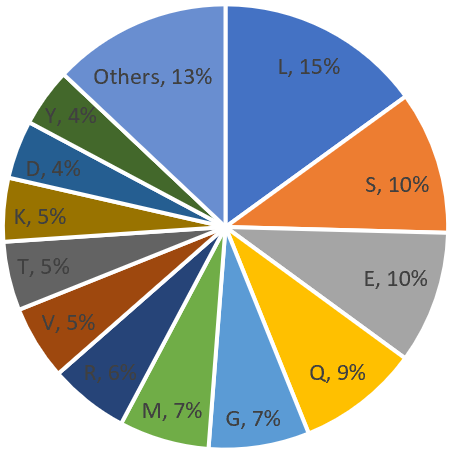 L, 15%
S, 10%
E, 10%
Q, 9%
G, 7%
M, 7%
R, 6%
V, 5%
T, 5%
K, 5%
D, 4%
Y, 4%
Others, 13%